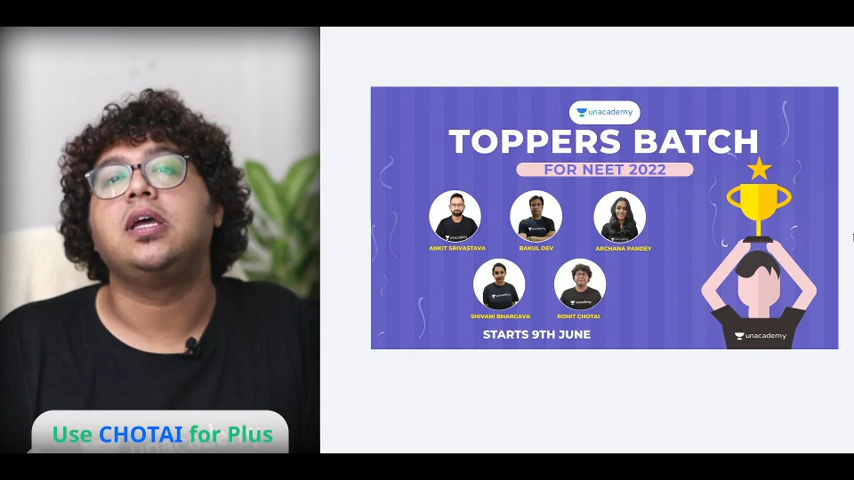 unacademy
TOPPERS BATCH
FOR NEET 2022
ANKIT SRIVASTAVA
BAKUL DEV
ARCHANA PANDEY
SHIVANI BHARGAVA
ROHIT CHOTAI
STARTS 9TH JUNE
unacademy
Use CHOTAI for Plus